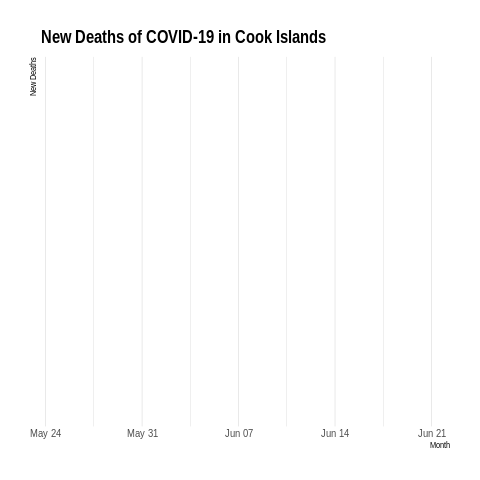 New Deaths of COVID-19 in Cook Islands
New Deaths
May 24 May 31 Jun 07 Jun 14 Jun 21
Month